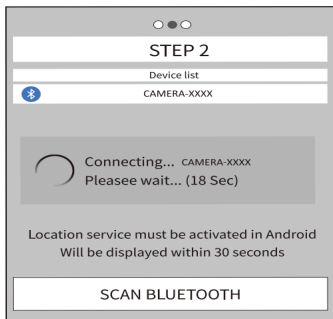 STEP 2
Device list
CAMERA-XXXX
Connecting... CAMERA-XXXX
Pleasee wait... (18 Sec)
Location service must be activated in Android
Will be displayed within 30 seconds
SCAN BLUETOOTH